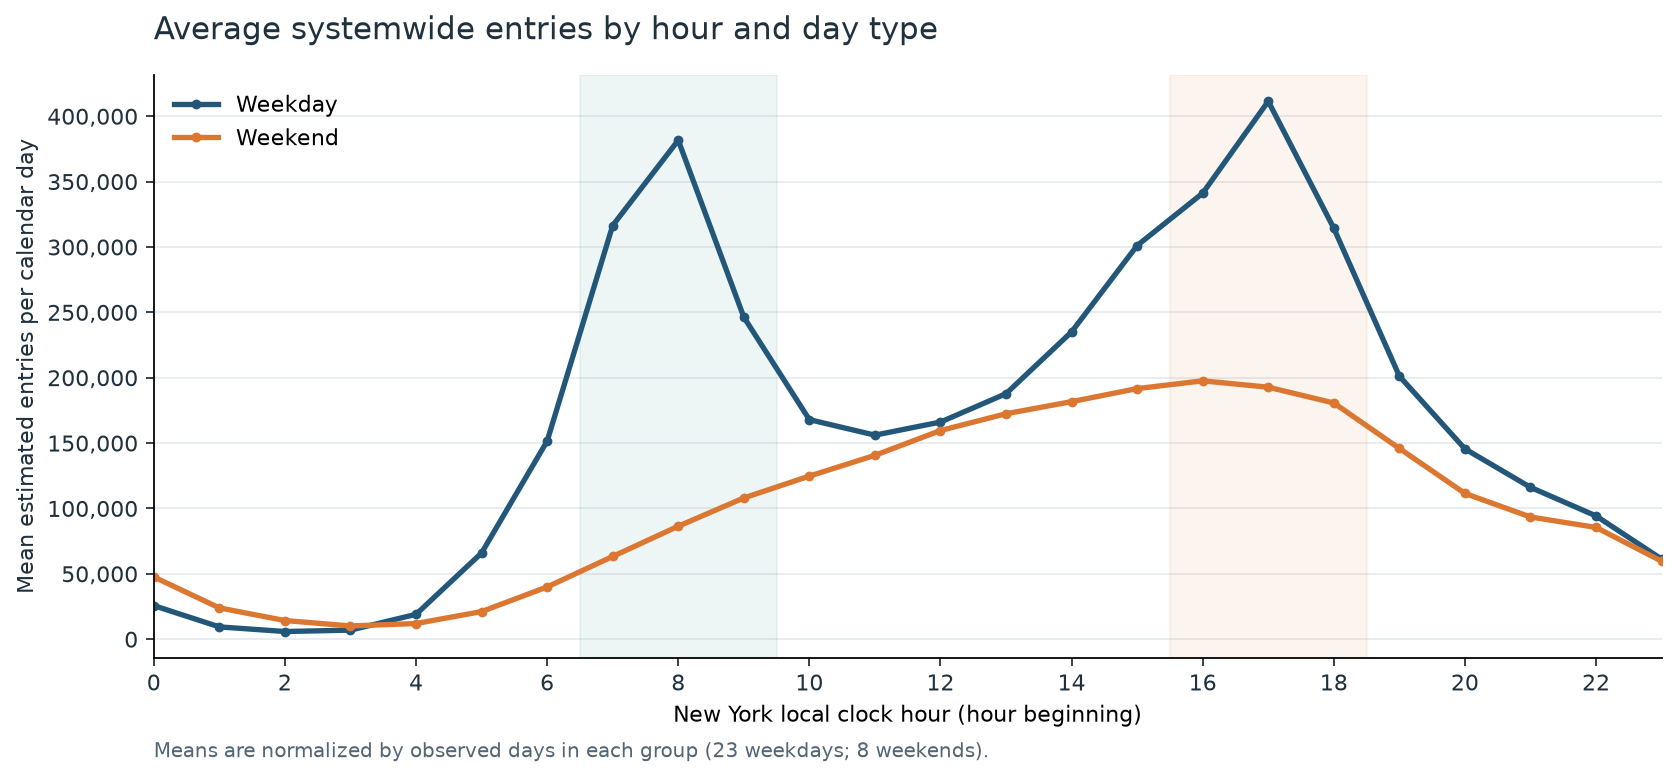 Average systemwide entries by hour and day type
Weekday
Weekend
Mean estimated entries per calendar day
400,000
350,000
300,000
250,000
200,000
150,000
100,000
50,000
0
0 2 4 6 8 10 12 14 16 18 20 22
New York local clock hour (hour beginning)
Means are normalized by observed days in each group (23 weekdays; 8 weekends).